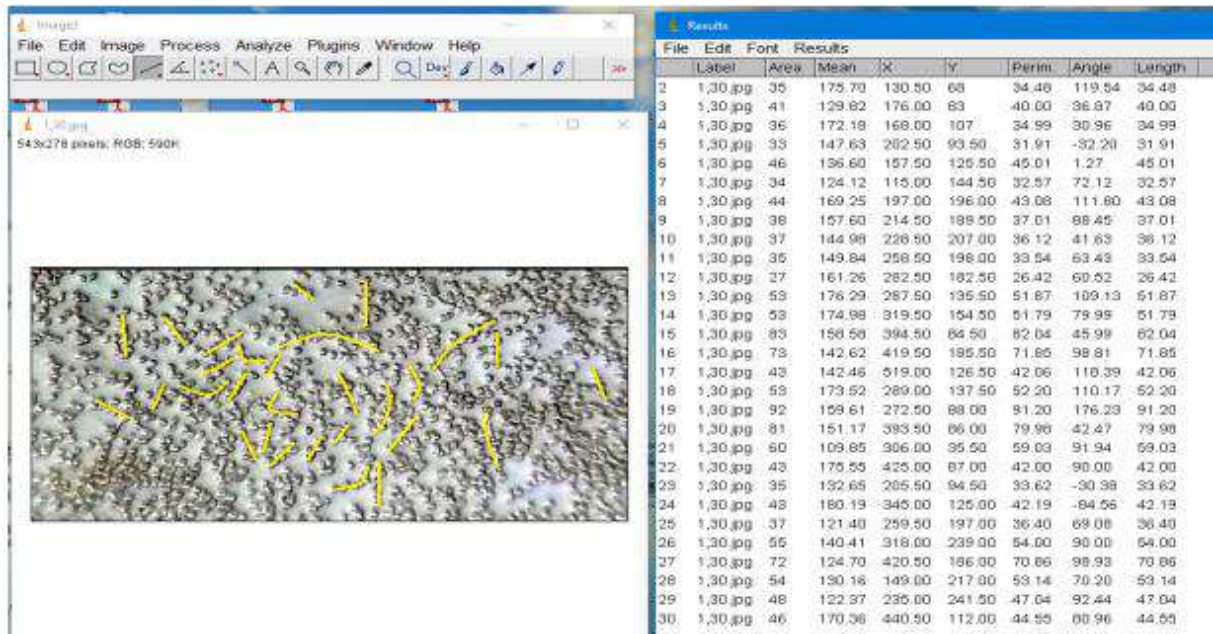 ImageJ
File Edit Image Process Analyze Plugins Window Help
Dev
>>
1,30.jpg
543x278 pixels; RGB; 590K
Results
File Edit Font Results
Label Area Mean X Y Perim. Angle Length
2 1,30.jpg 35 175.70 130.50 68 34.48 119.54 34.48
3 1,30.jpg 41 129.82 176.00 83 40.00 36.87 40.00
4 1,30.jpg 36 172.18 168.00 107 34.99 30.96 34.99
5 1,30.jpg 33 147.63 202.50 93.50 31.91 -32.20 31.91
6 1,30.jpg 46 136.60 157.50 125.50 45.01 1.27 45.01
7 1,30.jpg 34 124.12 115.00 144.50 32.57 72.12 32.57
8 1,30.jpg 44 169.25 197.00 196.00 43.08 111.80 43.08
9 1,30.jpg 38 157.60 214.50 189.50 37.01 88.45 37.01
10 1,30.jpg 37 144.98 228.50 207.00 36.12 41.63 36.12
11 1,30.jpg 35 149.84 258.50 198.00 33.54 63.43 33.54
12 1,30.jpg 27 161.26 282.50 182.50 26.42 60.52 26.42
13 1,30.jpg 53 176.29 287.50 135.50 51.87 109.13 51.87
14 1,30.jpg 53 174.98 319.50 154.50 51.79 79.99 51.79
15 1,30.jpg 83 158.58 394.50 84.50 82.04 45.99 82.04
16 1,30.jpg 73 142.62 419.50 185.50 71.85 98.81 71.85
17 1,30.jpg 43 142.46 519.00 126.50 42.06 118.39 42.06
18 1,30.jpg 53 173.52 289.00 137.50 52.20 110.17 52.20
19 1,30.jpg 92 159.61 272.50 88.00 91.20 176.23 91.20
20 1,30.jpg 81 151.17 393.50 86.00 79.98 42.47 79.98
21 1,30.jpg 60 109.85 306.00 35.50 59.03 91.94 59.03
22 1,30.jpg 43 175.55 425.00 87.00 42.00 90.00 42.00
23 1,30.jpg 35 132.65 205.50 94.50 33.62 -30.38 33.62
24 1,30.jpg 43 180.19 345.00 125.00 42.19 -84.56 42.19
25 1,30.jpg 37 121.40 259.50 197.00 36.40 69.08 36.40
26 1,30.jpg 55 140.41 318.00 239.00 54.00 90.00 54.00
27 1,30.jpg 72 124.70 420.50 186.00 70.86 98.93 70.86
28 1,30.jpg 54 130.16 149.00 217.00 53.14 70.20 53.14
29 1,30.jpg 48 122.37 235.00 241.50 47.04 92.44 47.04
30 1,30.jpg 46 170.36 440.50 112.00 44.55 80.96 44.55